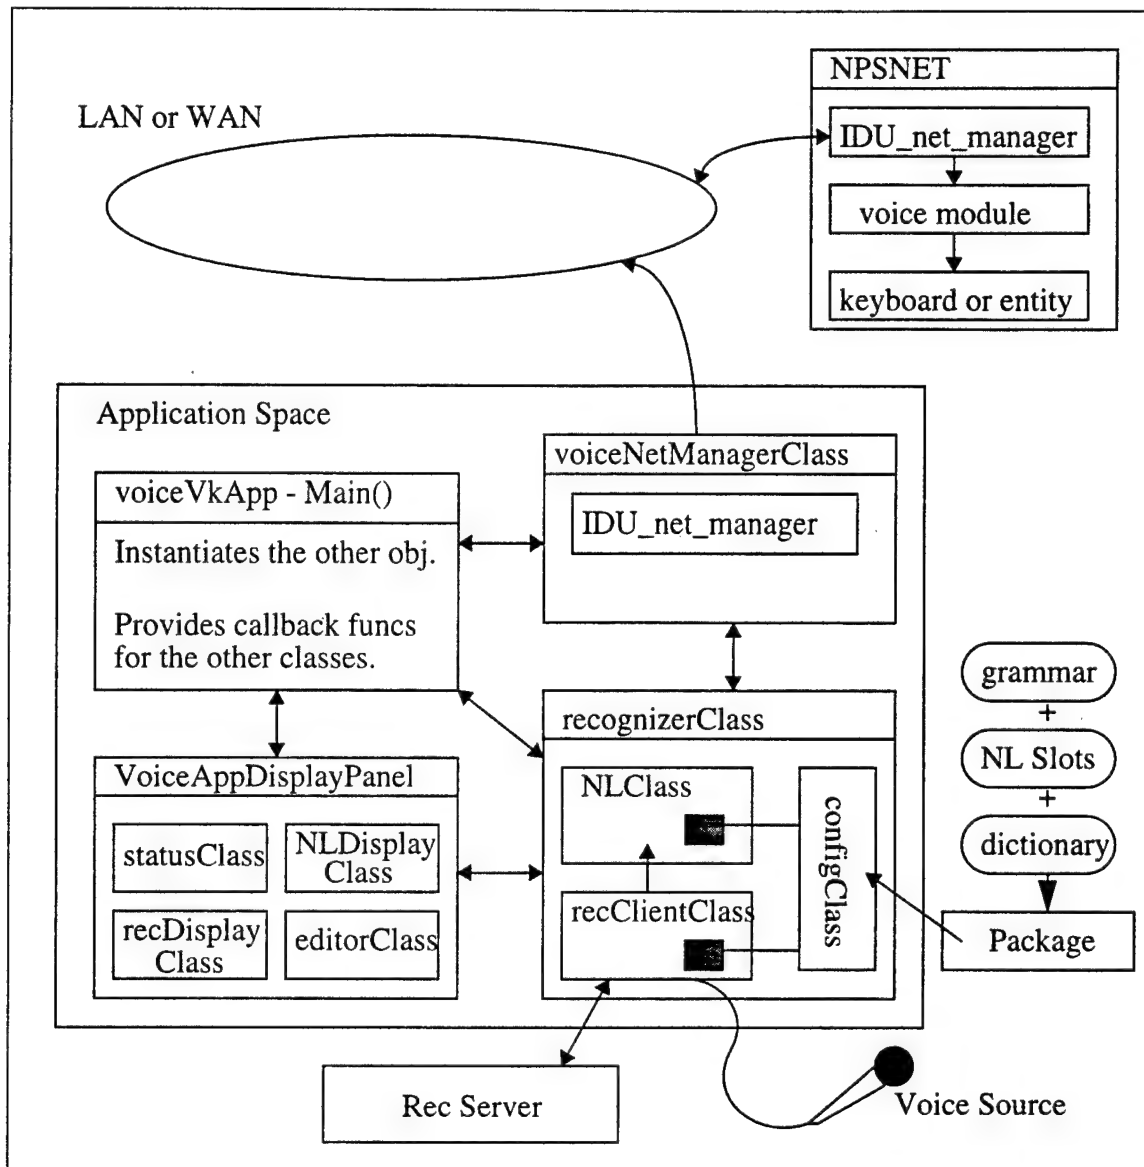 NPSNET
LAN or WAN
IDU_net_manager
voice module
keyboard or entity
Application Space
voiceNetManagerClass
voiceVkApp - Main()
IDU_net_manager
Instantiates the other obj.
Provides callback funcs
for the other classes.
grammar
+
recognizerClass
NL Slots
+
VoiceAppDisplayPanel
NLClass
configClass
statusClass
NLDisplay
Class
dictionary
recClientClass
recDisplay
Class
editorClass
Package
Rec Server
Voice Source